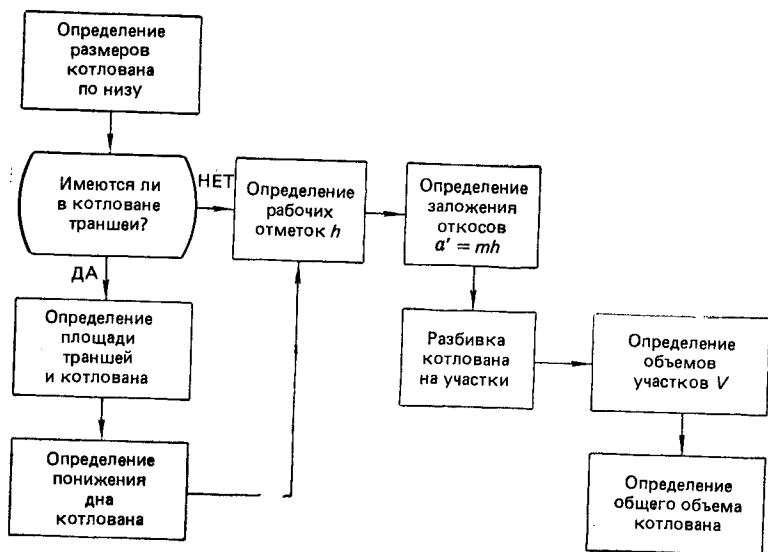 Определение
размеров
котлована
по низу
Имеются ли
в котловане
траншеи?
НЕТ
Определение
рабочих
отметок h
Определение
заложения
откосов
a′ = mh
ДА
Определение
площади
траншей
и котлована
Разбивка
котлована
на участки
Определение
объемов
участков V
Определение
понижения
дна
котлована
Определение
общего объема
котлована